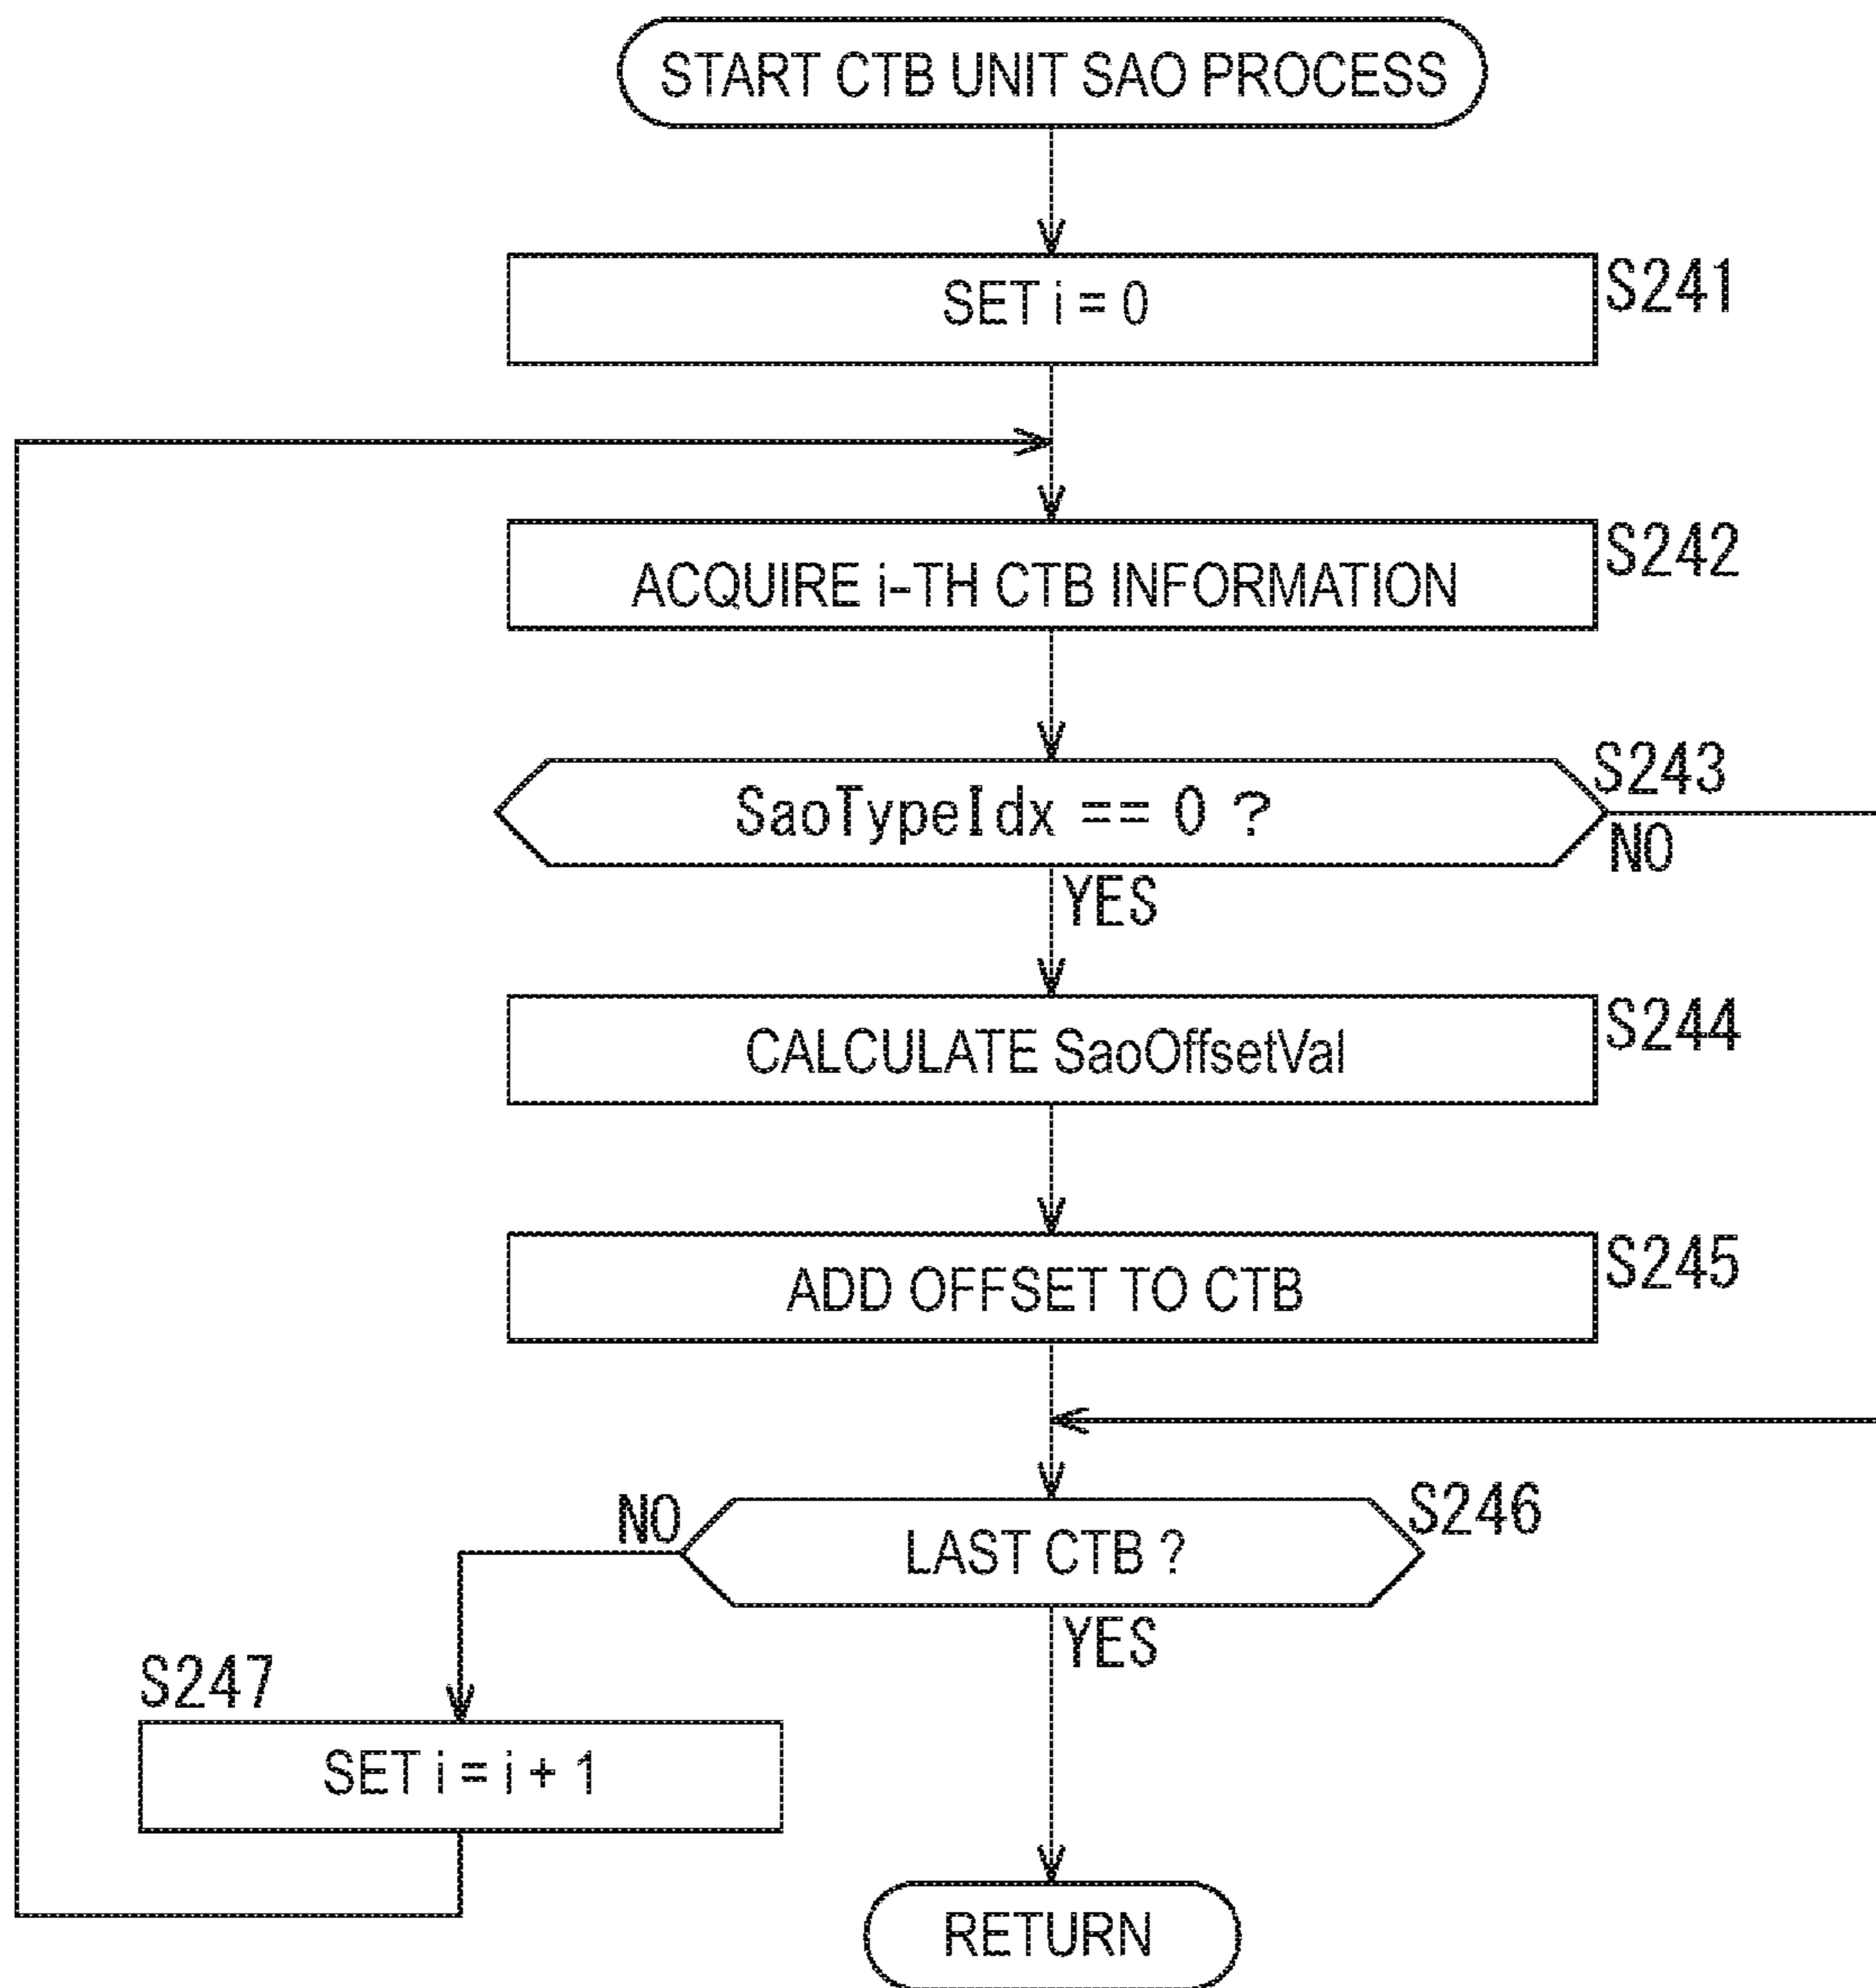 START CTB UNIT SAO PROCESS
SET i = 0
S241
ACQUIRE i-TH CTB INFORMATION
S242
SaoTypeIdx == 0 ?
S243
NO
YES
CALCULATE SaoOffsetVal
S244
ADD OFFSET TO CTB
S245
NO
LAST CTB ?
S246
YES
S247
SET i = i + 1
RETURN